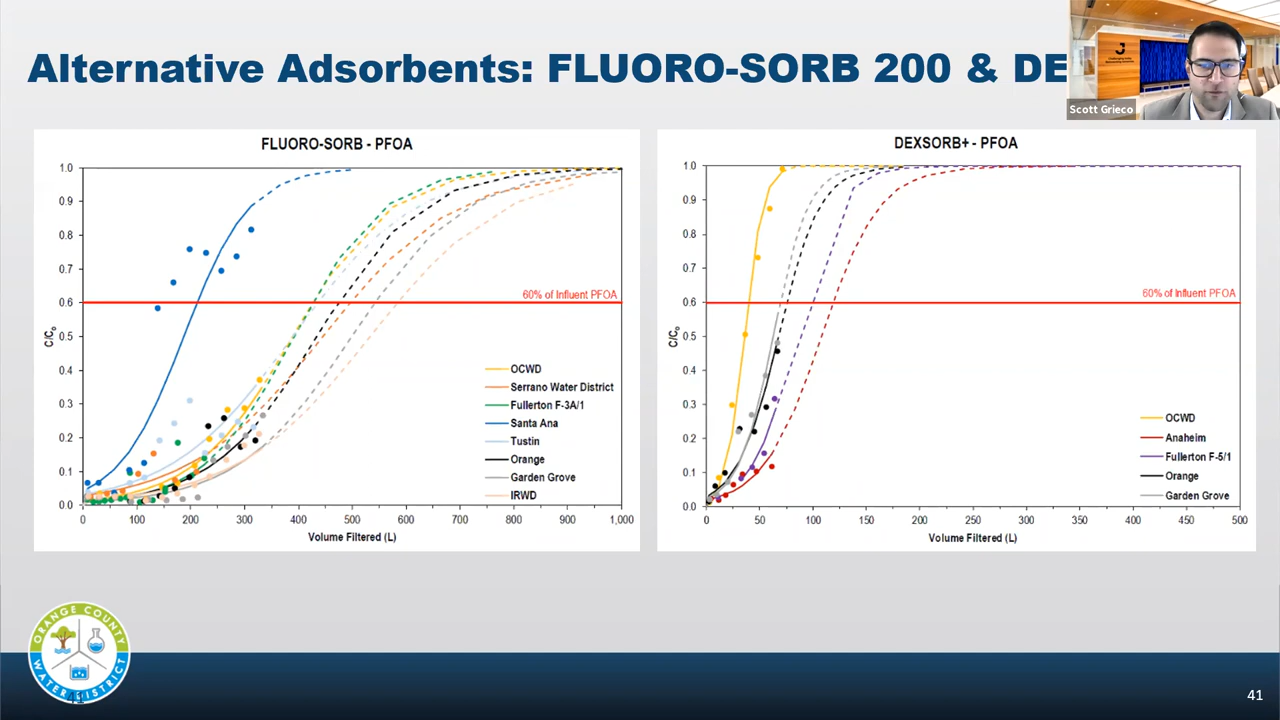 Alternative Adsorbents: FLUORO-SORB 200 & DE
Scott Grieco
FLUORO-SORB - PFOA
1.0
0.9
0.8
0.7
0.6
0.5
0.4
0.3
0.2
0.1
0.0
C/C₀
60% of Influent PFOA
OCWD
Serrano Water District
Fullerton F-3A/1
Santa Ana
Tustin
Orange
Garden Grove
IRWD
0 100 200 300 400 500 600 700 800 900 1,000
Volume Filtered (L)
DEXSORB+ - PFOA
1.0
0.9
0.8
0.7
0.6
0.5
0.4
0.3
0.2
0.1
0.0
C/C₀
60% of Influent PFOA
OCWD
Anaheim
Fullerton F-5/1
Orange
Garden Grove
0 50 100 150 200 250 300 350 400 450 500
Volume Filtered (L)
ORANGE COUNTY
WATER DISTRICT
41
41